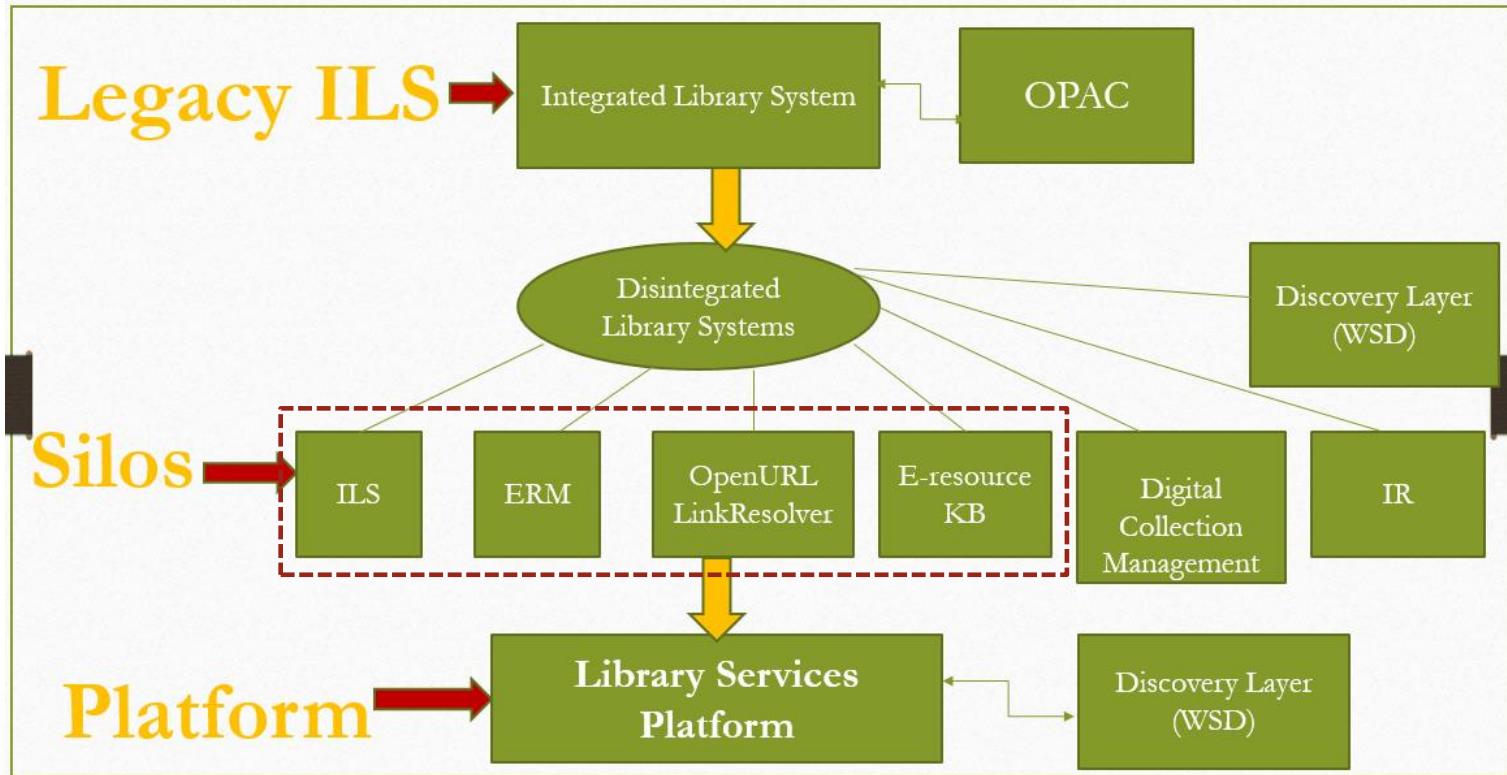 Legacy ILS
Integrated Library System
OPAC
Disintegrated
Library Systems
Discovery Layer
(WSD)
Silos
ILS
ERM
OpenURL
LinkResolver
E-resource
KB
Digital
Collection
Management
IR
Platform
Library Services
Platform
Discovery Layer
(WSD)